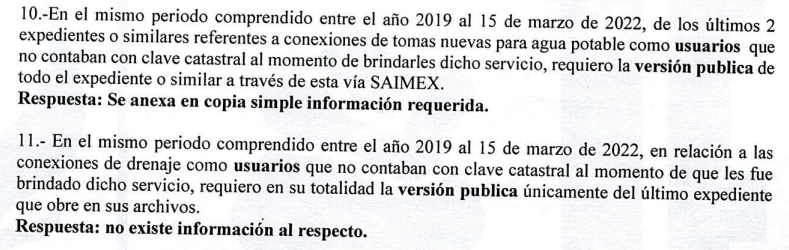 10.-En el mismo periodo comprendido entre el año 2019 al 15 de marzo de 2022, de los últimos 2
expedientes o similares referentes a conexiones de tomas nuevas para agua potable como usuarios que
no contaban con clave catastral al momento de brindarles dicho servicio, requiero la versión publica de
todo el expediente o similar a través de esta vía SAIMEX.
Respuesta: Se anexa en copia simple información requerida.
11.- En el mismo periodo comprendido entre el año 2019 al 15 de marzo de 2022, en relación a las
conexiones de drenaje como usuarios que no contaban con clave catastral al momento de que les fue
brindado dicho servicio, requiero en su totalidad la versión publica únicamente del último expediente
que obre en sus archivos.
Respuesta: no existe información al respecto.